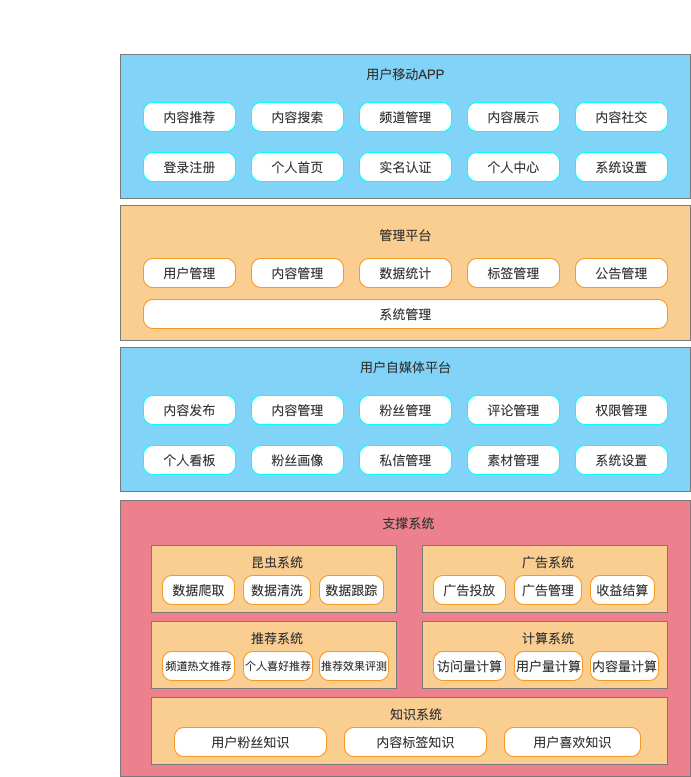 用户移动APP
内容推荐 内容搜索 频道管理 内容展示 内容社交
登录注册 个人首页 实名认证 个人中心 系统设置
管理平台
用户管理 内容管理 数据统计 标签管理 公告管理
系统管理
用户自媒体平台
内容发布 内容管理 粉丝管理 评论管理 权限管理
个人看板 粉丝画像 私信管理 素材管理 系统设置
支撑系统
昆虫系统
数据爬取 数据清洗 数据跟踪
广告系统
广告投放 广告管理 收益结算
推荐系统
频道热文推荐 个人喜好推荐 推荐效果评测
计算系统
访问量计算 用户量计算 内容量计算
知识系统
用户粉丝知识 内容标签知识 用户喜欢知识